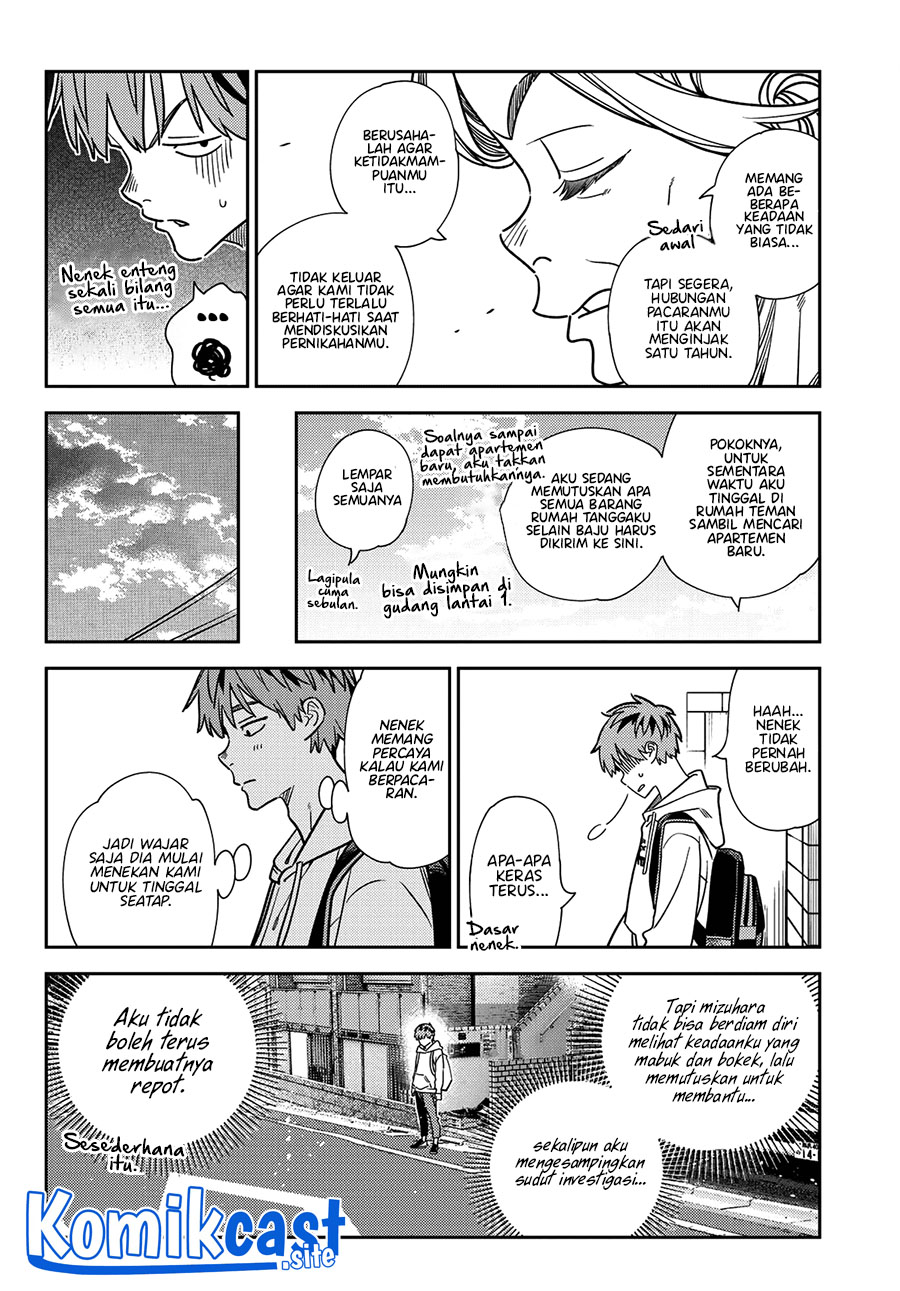 MEMANG
ADA BE-
BERAPA
KEADAAN
YANG TIDAK
BIASA...
Sedari
awal
TAPI SEGERA,
HUBUNGAN
PACARANMU
ITU AKAN
MENGINJAK
SATU TAHUN.
BERUSAHA-
LAH AGAR
KETIDAKMAM-
PUANMU
ITU...
TIDAK KELUAR
AGAR KAMI TIDAK
PERLU TERLALU
BERHATI-HATI SAAT
MENDISKUSIKAN
PERNIKAHANMU.
Nenek enteng
sekali bilang
semua itu...
...
POKOKNYA,
UNTUK
SEMENTARA
WAKTU AKU
TINGGAL DI
RUMAH TEMAN
SAMBIL MENCARI
APARTEMEN
BARU.
AKU SEDANG
MEMUTUSKAN APA
SEMUA BARANG
RUMAH TANGGAKU
SELAIN BAJU HARUS
DIKIRIM KE SINI.
Soalnya sampai
dapat apartemen
baru, aku takkan
membutuhkannya.
Mungkin
bisa disimpan di
gudang lantai 1.
LEMPAR
SAJA
SEMUANYA
Lagipula
cuma
sebulan.
HAAH...
NENEK
TIDAK
PERNAH
BERUBAH.
APA-APA
KERAS
TERUS...
Dasar
nenek.
NENEK
MEMANG
PERCAYA
KALAU KAMI
BERPACA-
RAN.
JADI WAJAR
SAJA DIA MULAI
MENEKAN KAMI
UNTUK TINGGAL
SEATAP.
Tapi mizuhara
tidak bisa berdiam diri
melihat keadaanku yang
mabuk dan bokek, lalu
memutuskan untuk
membantu...
sekalipun aku
mengesampingkan
sudut investigasi...
Aku tidak
boleh terus
membuatnya
repot.
Sesederhana
itu.
14
Komikcast
.site